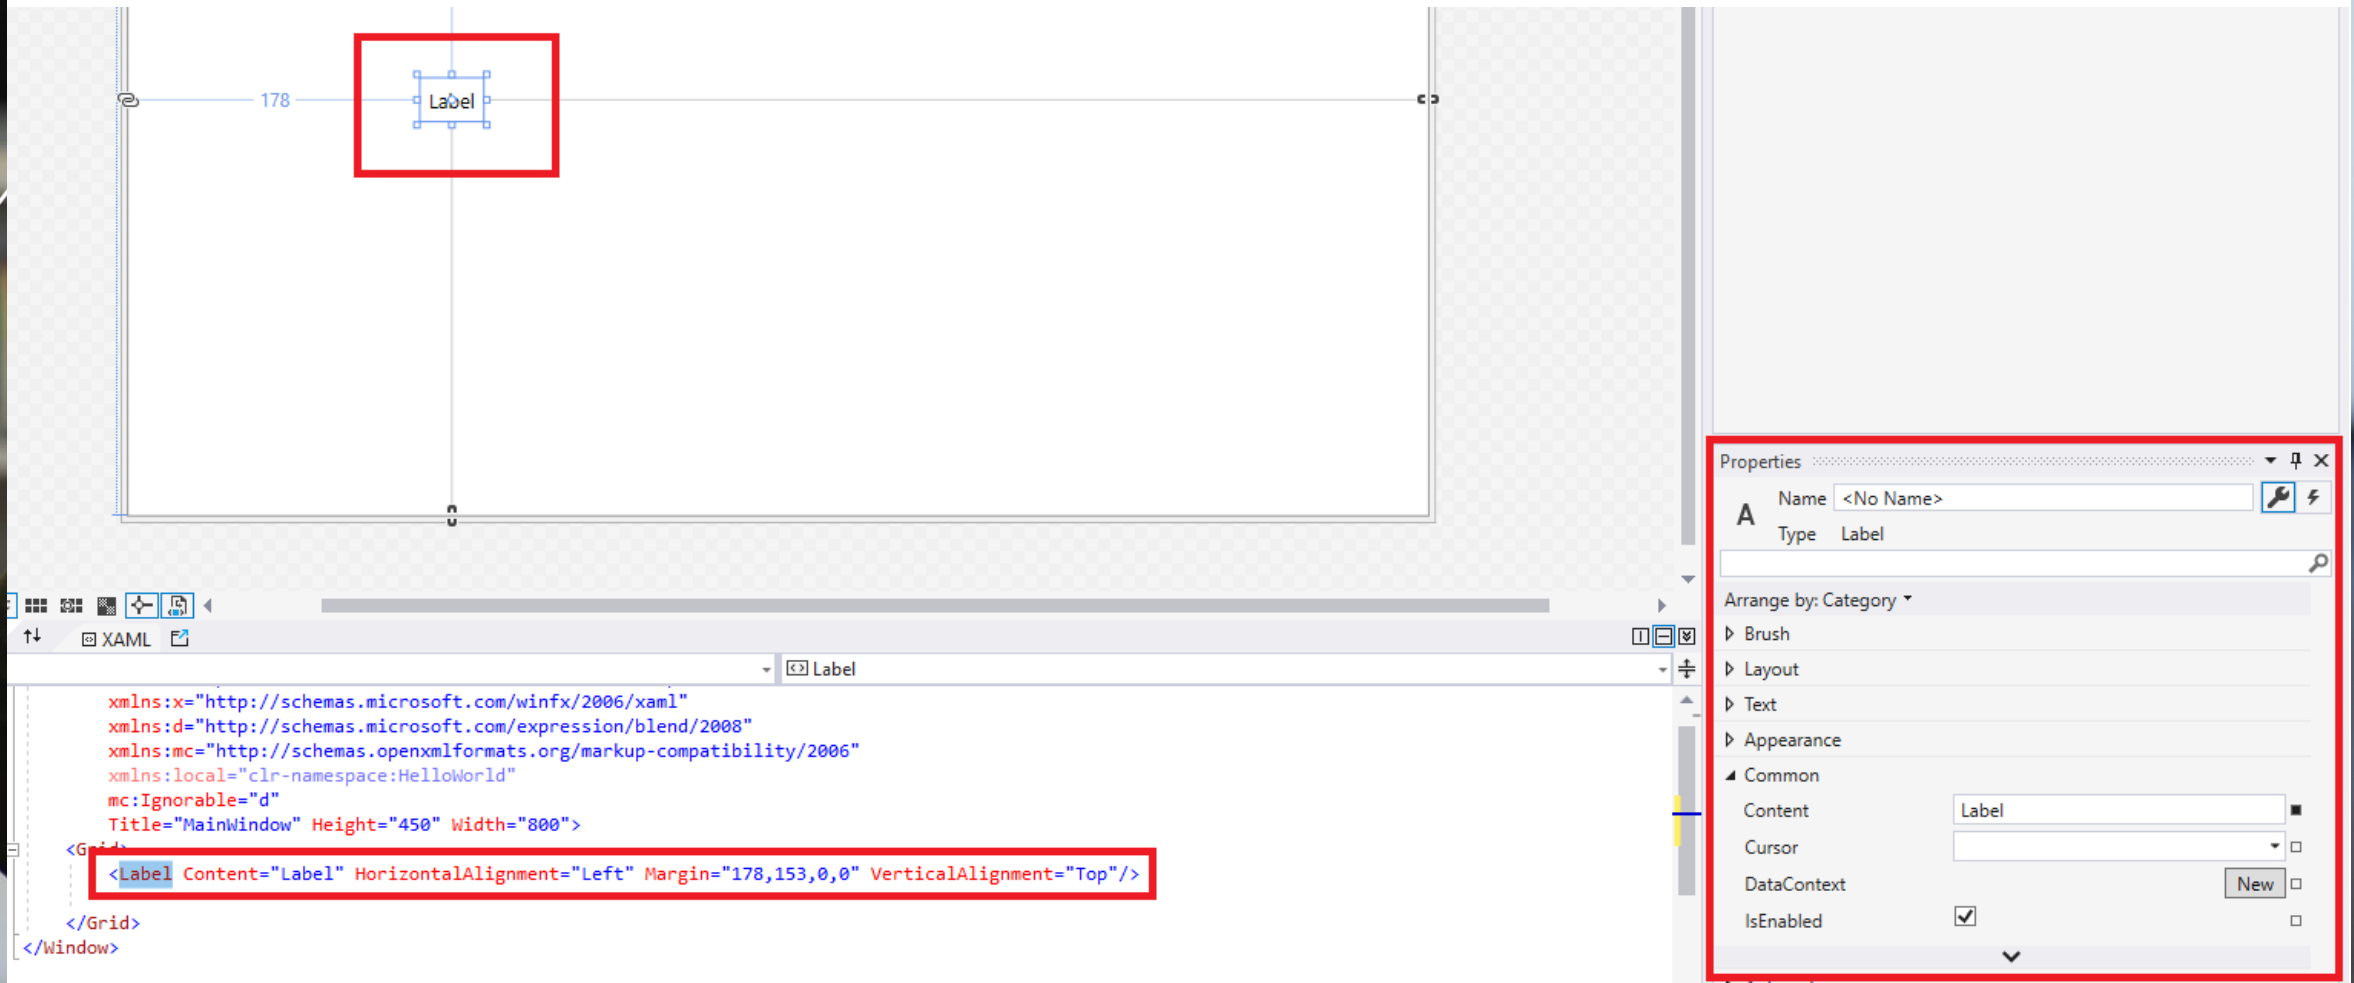 178
Label
XAML
Label
xmlns:x="http://schemas.microsoft.com/winfx/2006/xaml"
xmlns:d="http://schemas.microsoft.com/expression/blend/2008"
xmlns:mc="http://schemas.openxmlformats.org/markup-compatibility/2006"
xmlns:local="clr-namespace:HelloWorld"
mc:Ignorable="d"
Title="MainWindow" Height="450" Width="800">
<Grid>
<Label Content="Label" HorizontalAlignment="Left" Margin="178,153,0,0" VerticalAlignment="Top"/>
</Grid>
</Window>
Properties
Name <No Name>
Type Label
Arrange by: Category
Brush
Layout
Text
Appearance
Common
Content Label
Cursor
DataContext New
IsEnabled